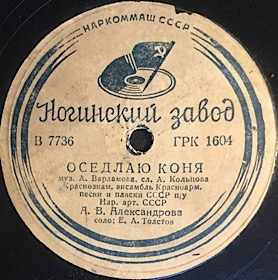 НАРКОММАШ СССР
Ногинский завод
В 7736 ГРК 1604
ОСЕДЛАЮ КОНЯ
муз. А. Варламова, сл. А. Кольцова
Краснознам. ансамбль Красноарм.
песни и пляски СССР п/у
Нар. арт. СССР
А. В. Александрова
соло: Е. А. Толстов